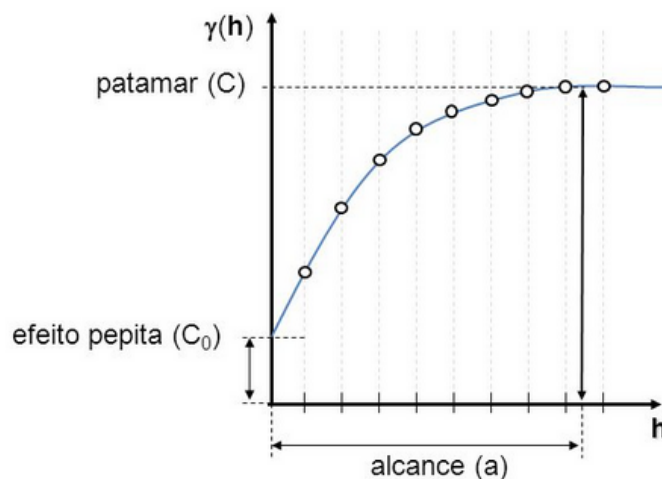 γ(h)
patamar (C)
efeito pepita (C₀)
h
alcance (a)